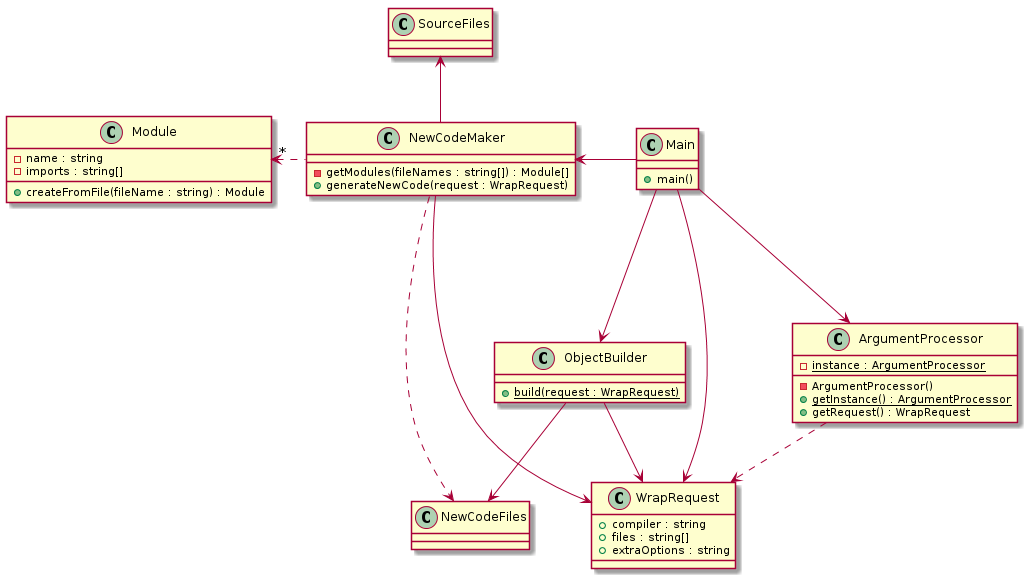 C SourceFiles
C Module
name : string
imports : string[]
createFromFile(fileName : string) : Module
*
C NewCodeMaker
getModules(fileNames : string[]) : Module[]
generateNewCode(request : WrapRequest)
C Main
main()
C ObjectBuilder
build(request : WrapRequest)
C ArgumentProcessor
instance : ArgumentProcessor
ArgumentProcessor()
getInstance() : ArgumentProcessor
getRequest() : WrapRequest
C NewCodeFiles
C WrapRequest
compiler : string
files : string[]
extraOptions : string